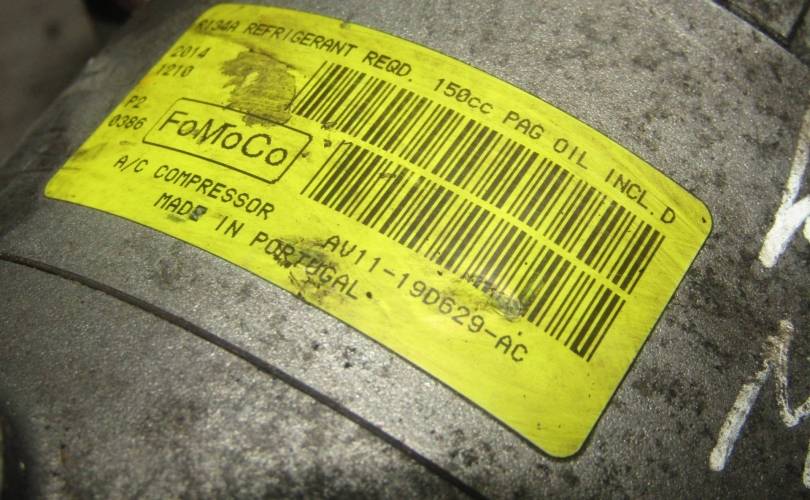 R134A REFRIGERANT REQD. 150cc PAG OIL INCL.D
2014
1210
P2
0386
FoMoCo
A/C COMPRESSOR
MADE IN PORTUGAL
AV11-19D629-AC